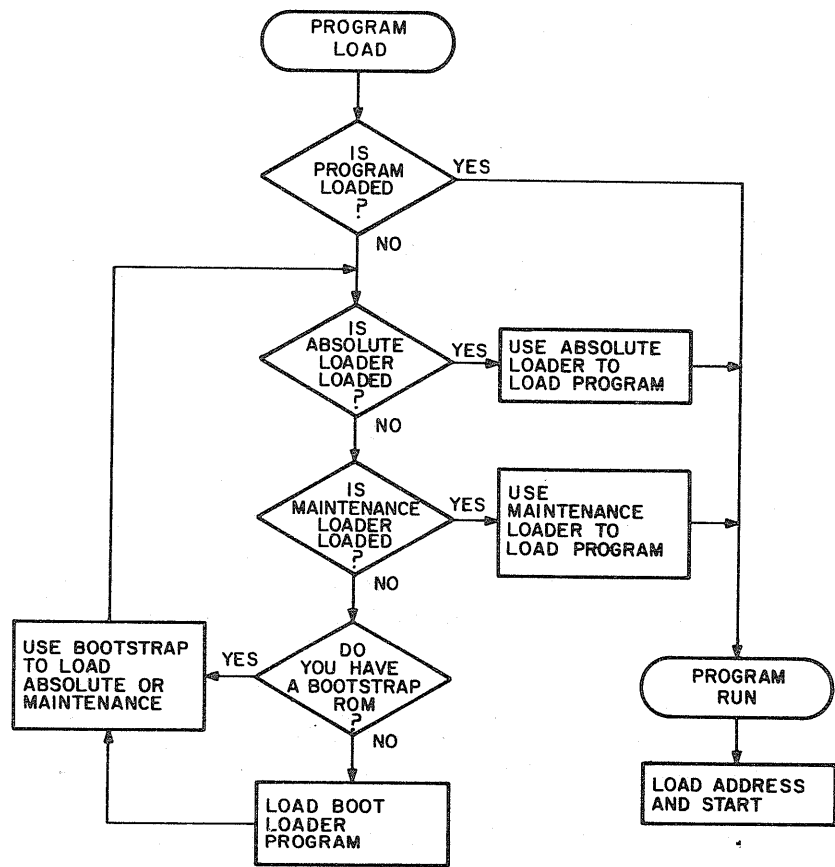 PROGRAM
LOAD
IS
PROGRAM
LOADED
?
YES
NO
IS
ABSOLUTE
LOADER
LOADED
?
YES
USE ABSOLUTE
LOADER TO
LOAD PROGRAM
NO
IS
MAINTENANCE
LOADER
LOADED
?
YES
USE
MAINTENANCE
LOADER TO
LOAD PROGRAM
NO
DO
YOU HAVE
A BOOTSTRAP
ROM
?
YES
USE BOOTSTRAP
TO LOAD
ABSOLUTE OR
MAINTENANCE
NO
LOAD BOOT
LOADER
PROGRAM
PROGRAM
RUN
LOAD ADDRESS
AND START